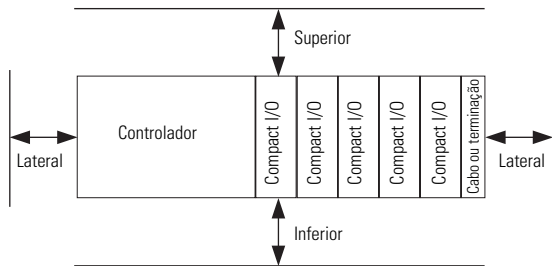 Superior
Lateral
Controlador
Compact I/O
Compact I/O
Compact I/O
Compact I/O
Compact I/O
Cabo ou terminação
Lateral
Inferior